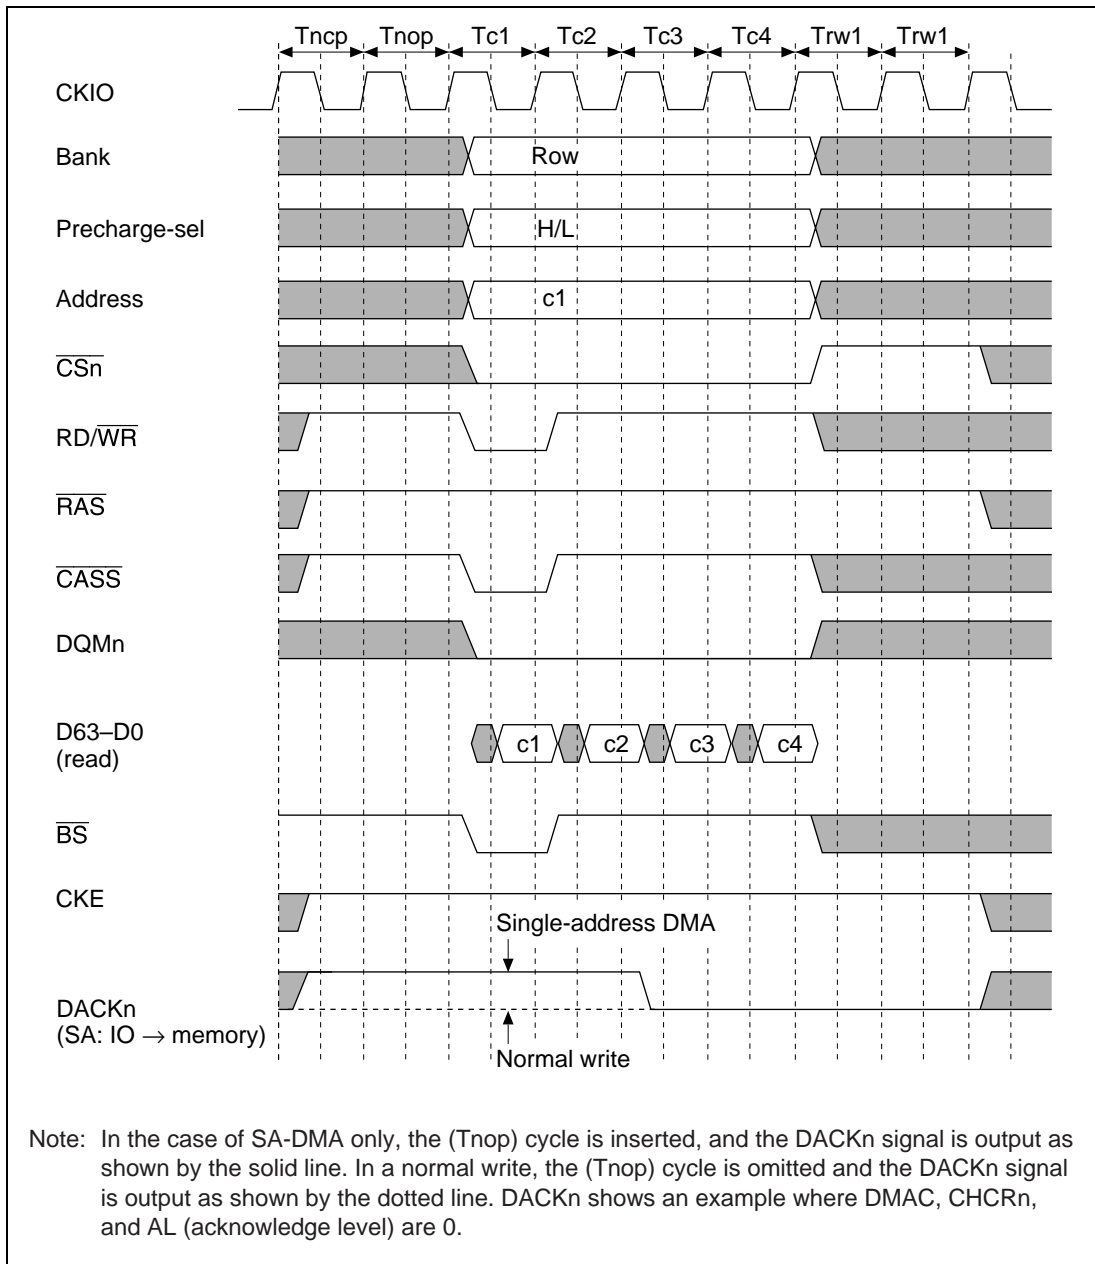 Tncp Tnop Tc1 Tc2 Tc3 Tc4 Trw1 Trw1
CKIO
Bank Row
Precharge-sel H/L
Address c1
CSn
RD/WR
RAS
CASS
DQMn
D63–D0
(read)
c1 c2 c3 c4
BS
CKE
Single-address DMA
DACKn
(SA: IO → memory)
Normal write
Note: In the case of SA-DMA only, the (Tnop) cycle is inserted, and the DACKn signal is output as
shown by the solid line. In a normal write, the (Tnop) cycle is omitted and the DACKn signal
is output as shown by the dotted line. DACKn shows an example where DMAC, CHCRn,
and AL (acknowledge level) are 0.